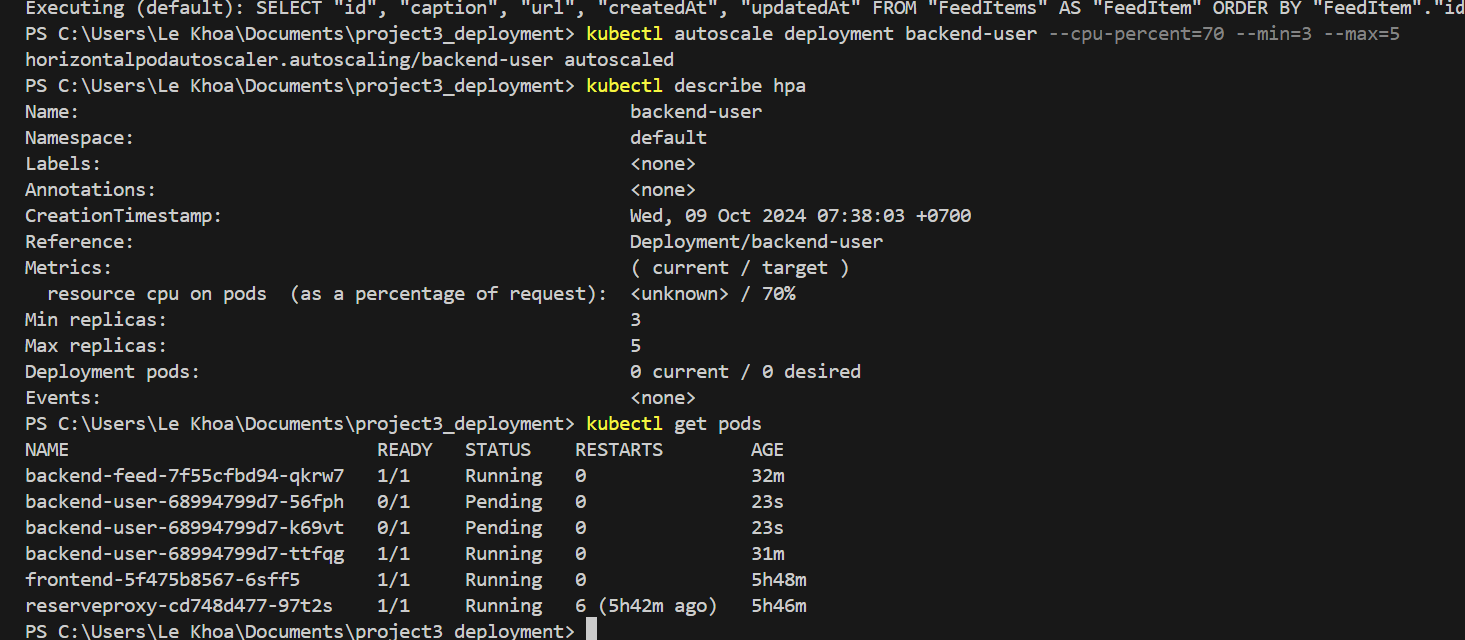 Executing (default): SELECT "id", "caption", "url", "createdAt", "updatedAt" FROM "FeedItems" AS "FeedItem" ORDER BY "FeedItem"."id
PS C:\Users\Le Khoa\Documents\project3_deployment> kubectl autoscale deployment backend-user --cpu-percent=70 --min=3 --max=5
horizontalpodautoscaler.autoscaling/backend-user autoscaled
PS C:\Users\Le Khoa\Documents\project3_deployment> kubectl describe hpa
Name: backend-user
Namespace: default
Labels: <none>
Annotations: <none>
CreationTimestamp: Wed, 09 Oct 2024 07:38:03 +0700
Reference: Deployment/backend-user
Metrics: ( current / target )
  resource cpu on pods  (as a percentage of request): <unknown> / 70%
Min replicas: 3
Max replicas: 5
Deployment pods: 0 current / 0 desired
Events: <none>
PS C:\Users\Le Khoa\Documents\project3_deployment> kubectl get pods
NAME READY STATUS RESTARTS AGE
backend-feed-7f55cfbd94-qkrw7 1/1 Running 0 32m
backend-user-68994799d7-56fph 0/1 Pending 0 23s
backend-user-68994799d7-k69vt 0/1 Pending 0 23s
backend-user-68994799d7-ttfqg 1/1 Running 0 31m
frontend-5f475b8567-6sff5 1/1 Running 0 5h48m
reserveproxy-cd748d477-97t2s 1/1 Running 6 (5h42m ago) 5h46m
PS C:\Users\Le Khoa\Documents\project3_deployment>